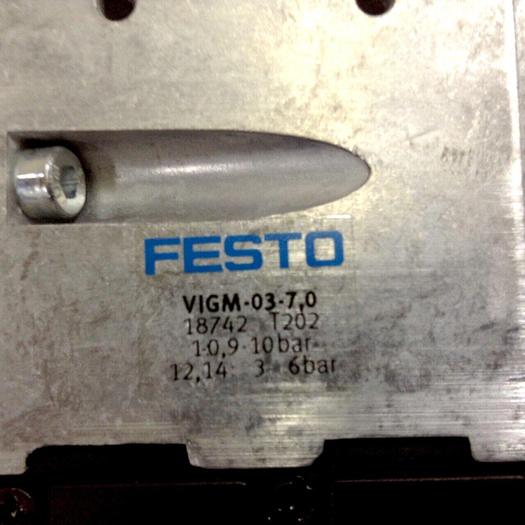 FESTO
VIGM-03-7,0
18742 T202
1:0,9-10bar
12,14: 3 6bar